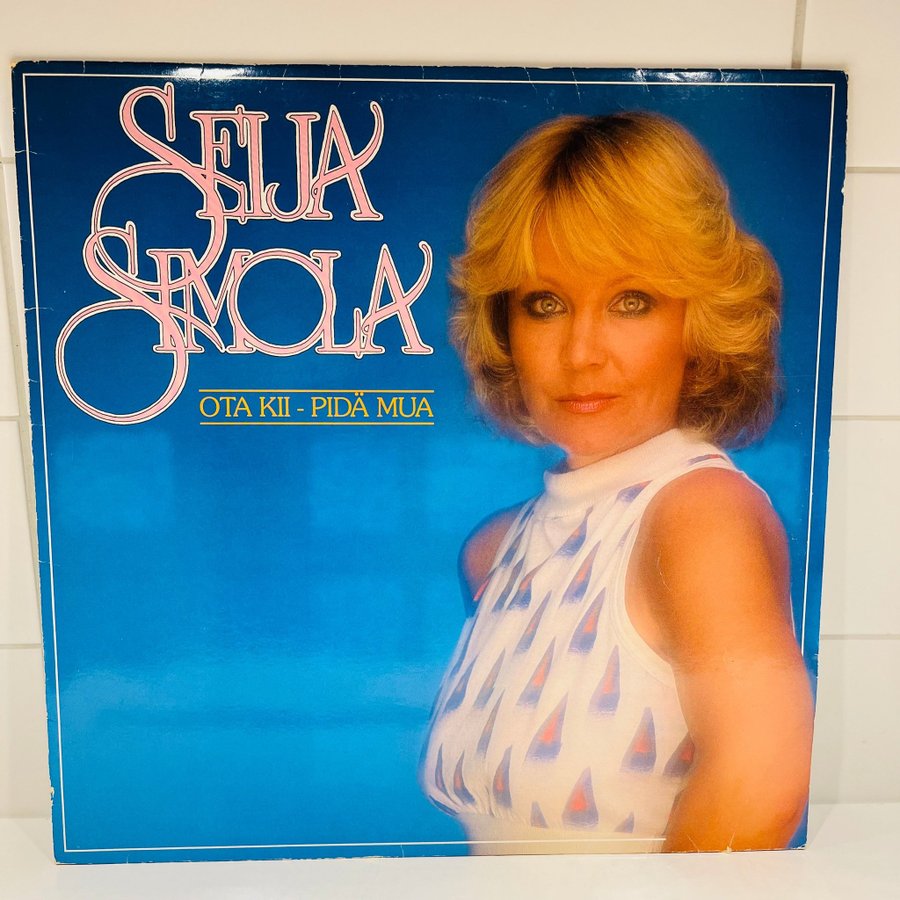 SEIJA
SIMOLA
OTA KII - PIDÄ MUA